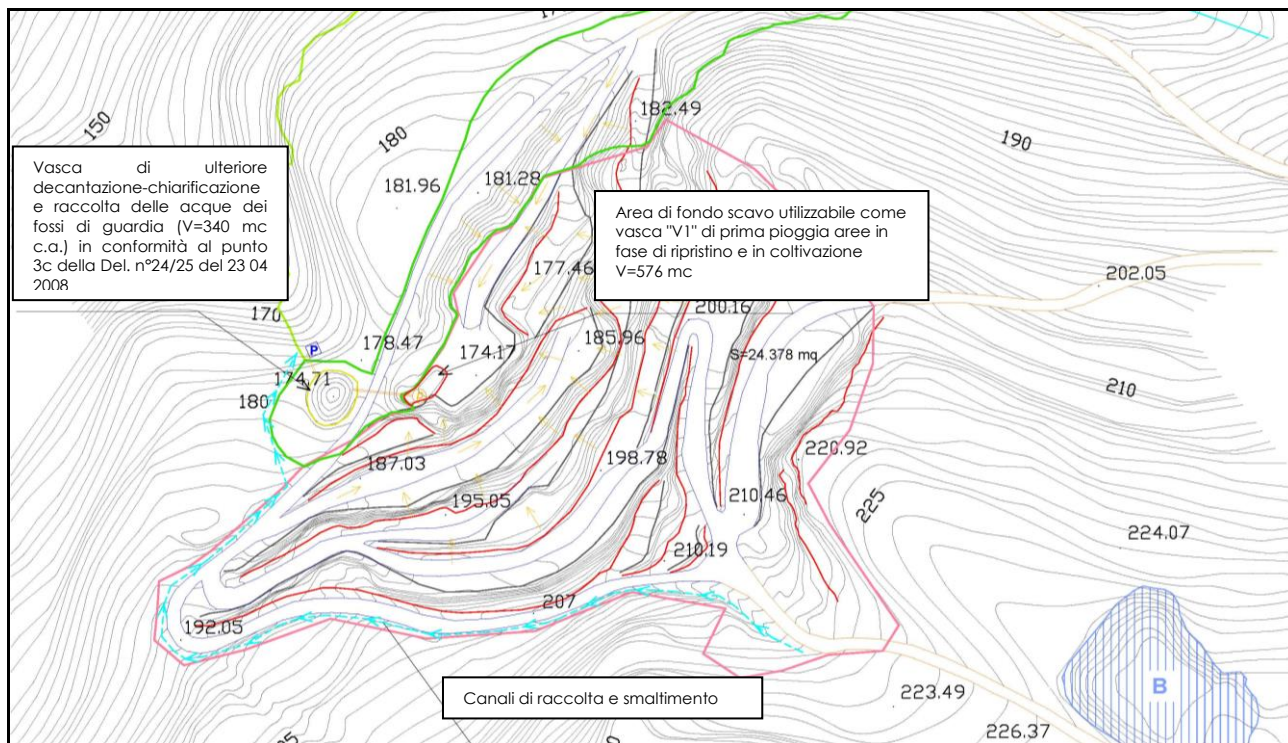 150
180
182.49
190
Vasca di ulteriore
decantazione-chiarificazione
e raccolta delle acque dei
fossi di guardia (V=340 mc
c.a.) in conformità al punto
3c della Del. n°24/25 del 23 04
2008
181.96
181.28
Area di fondo scavo utilizzabile come
vasca "V1" di prima pioggia aree in
fase di ripristino e in coltivazione
V=576 mc
177.46
202.05
170
200.16
178.47
185.96
P
174.17
S=24.378 mq
174.71
180
210
187.03
198.78
220.92
195.05
210.46
225
224.07
210.19
207
192.05
B
Canali di raccolta e smaltimento
223.49
226.37